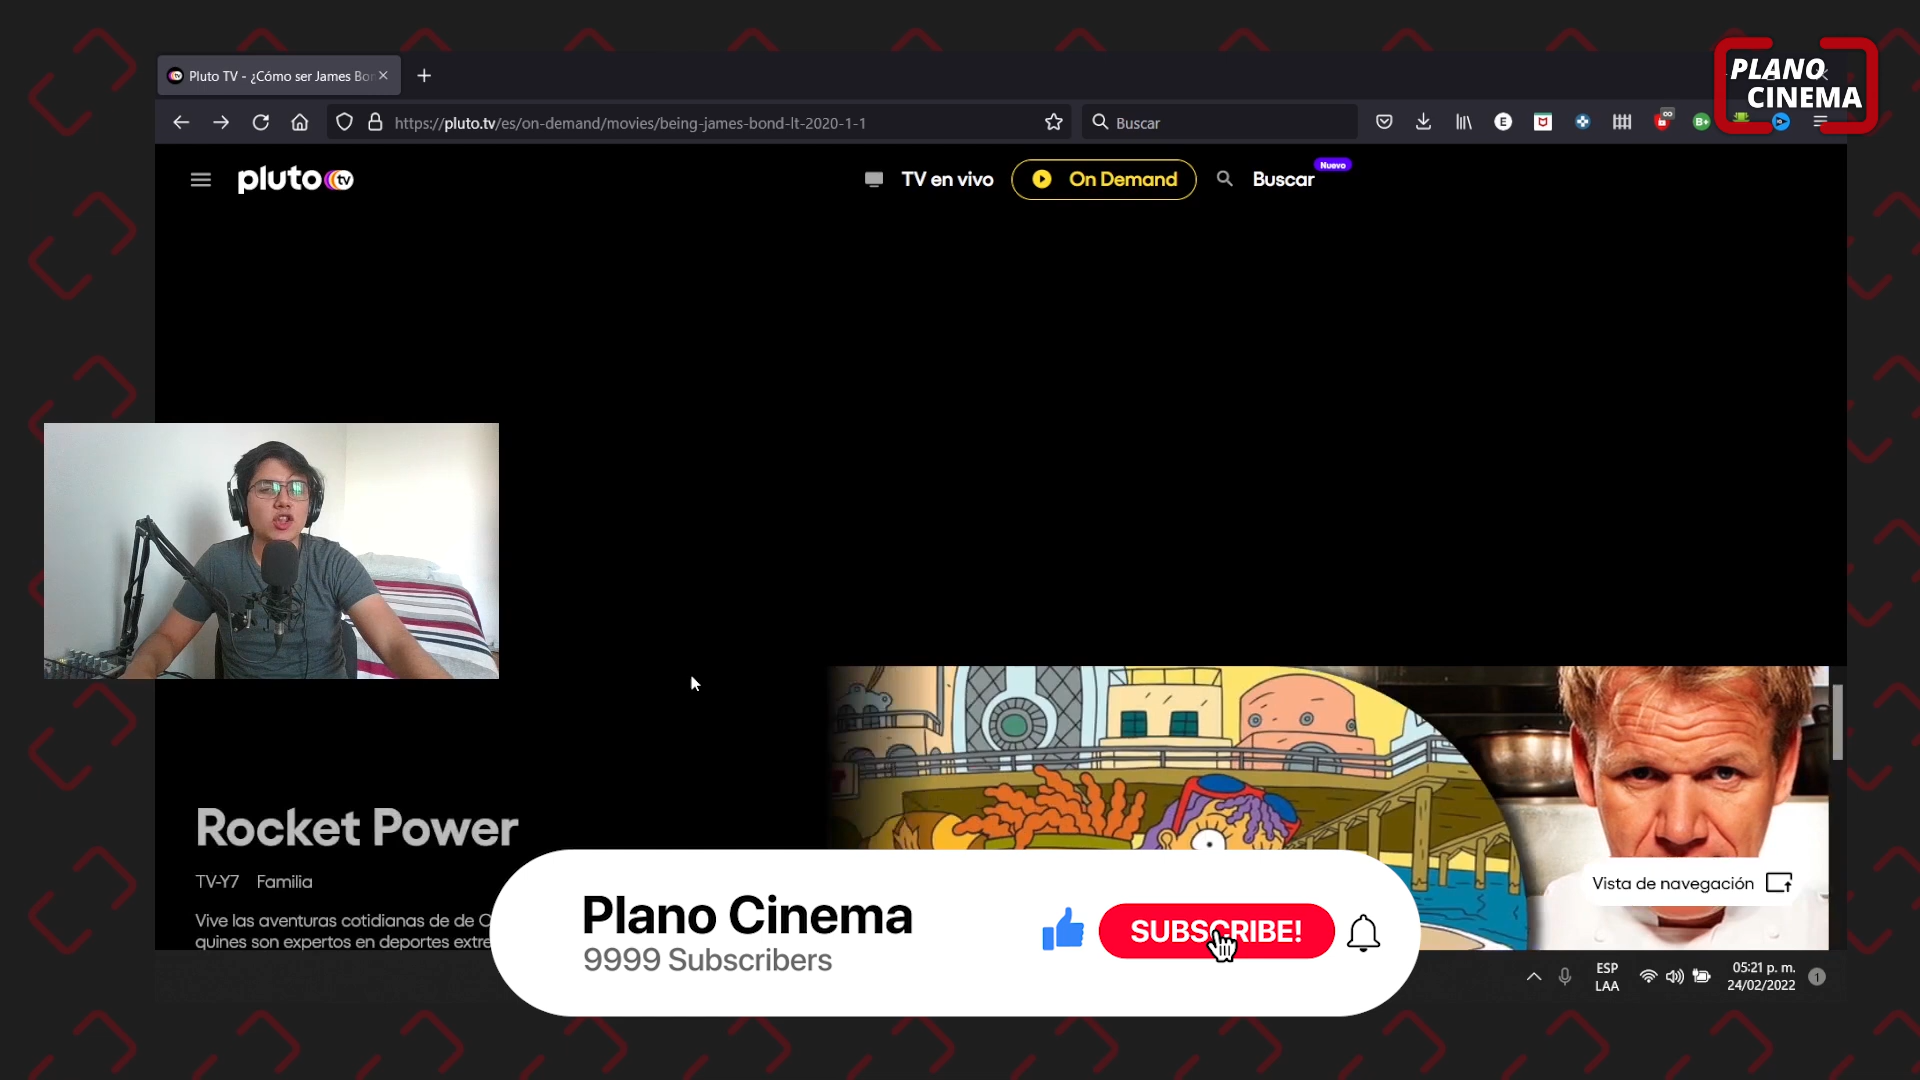 Pluto TV - ¿Cómo ser James Bon
PLANO
CINEMA
https://pluto.tv/es/on-demand/movies/being-james-bond-lt-2020-1-1
Buscar
E
B+
pluto tv
TV en vivo
On Demand
Buscar
Nuevo
Rocket Power
TV-Y7 Familia
Vive las aventuras cotidianas de de O
quines son expertos en deportes extre
Vista de navegación
Plano Cinema
9999 Subscribers
SUBSCRIBE!
ESP
LAA
05:21 p. m.
24/02/2022
1